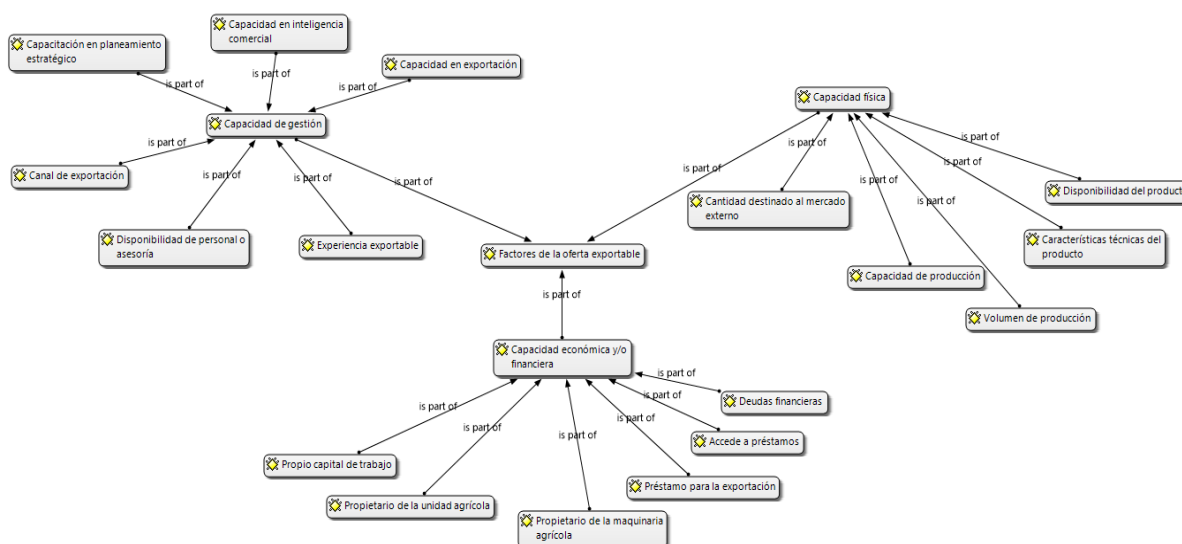 Capacidad en inteligencia
comercial
Capacitación en planeamiento
estratégico
Capacidad en exportación
is part of
is part of
is part of
Capacidad física
Capacidad de gestión
is part of
is part of
is part of
is part of
Canal de exportación
is part of
is part of
is part of
is part of
is part of
Disponibilidad del product
Cantidad destinado al mercado
externo
is part of
Disponibilidad de personal o
asesoría
Experiencia exportable
Factores de la oferta exportable
Características técnicas del
producto
Capacidad de producción
is part of
Volumen de producción
Capacidad económica y/o
financiera
is part of
Deudas financieras
is part of
is part of
is part of
is part of
is part of
Accede a préstamos
Propio capital de trabajo
Préstamo para la exportación
Propietario de la unidad agrícola
Propietario de la maquinaria
agrícola